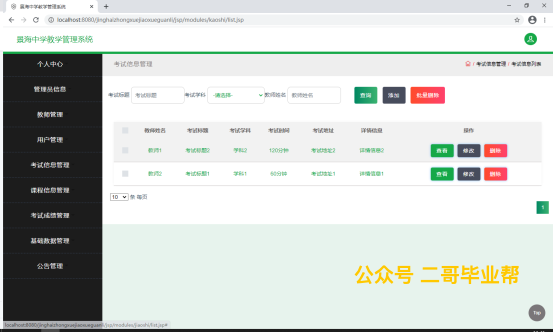 蓝海中学教学管理系统
localhost:8080/jinghaizhongxuejiaoxueguanli/jsp/modules/kaoshi/list.jsp
蓝海中学教学管理系统
个人中心
管理员信息
教师管理
用户管理
考试信息管理
课程信息管理
考试成绩管理
基础数据管理
公告管理
考试信息管理
/ 考试信息管理 / 考试信息列表
考试标题 考试标题 考试学科 -请选择- 教师姓名 教师姓名 查询 添加 批量删除
教师姓名 考试标题 考试学科 考试时间 考试地址 详情信息 操作
教师1 考试标题2 学科2 120分钟 考试地址2 详情信息2 查看 修改 删除
教师2 考试标题1 学科1 60分钟 考试地址1 详情信息1 查看 修改 删除
10 条 每页
1
公众号 二哥毕业帮
Top
localhost:8080/jinghaizhongxuejiaoxueguanli/jsp/modules/jiaoshi/list.jsp#